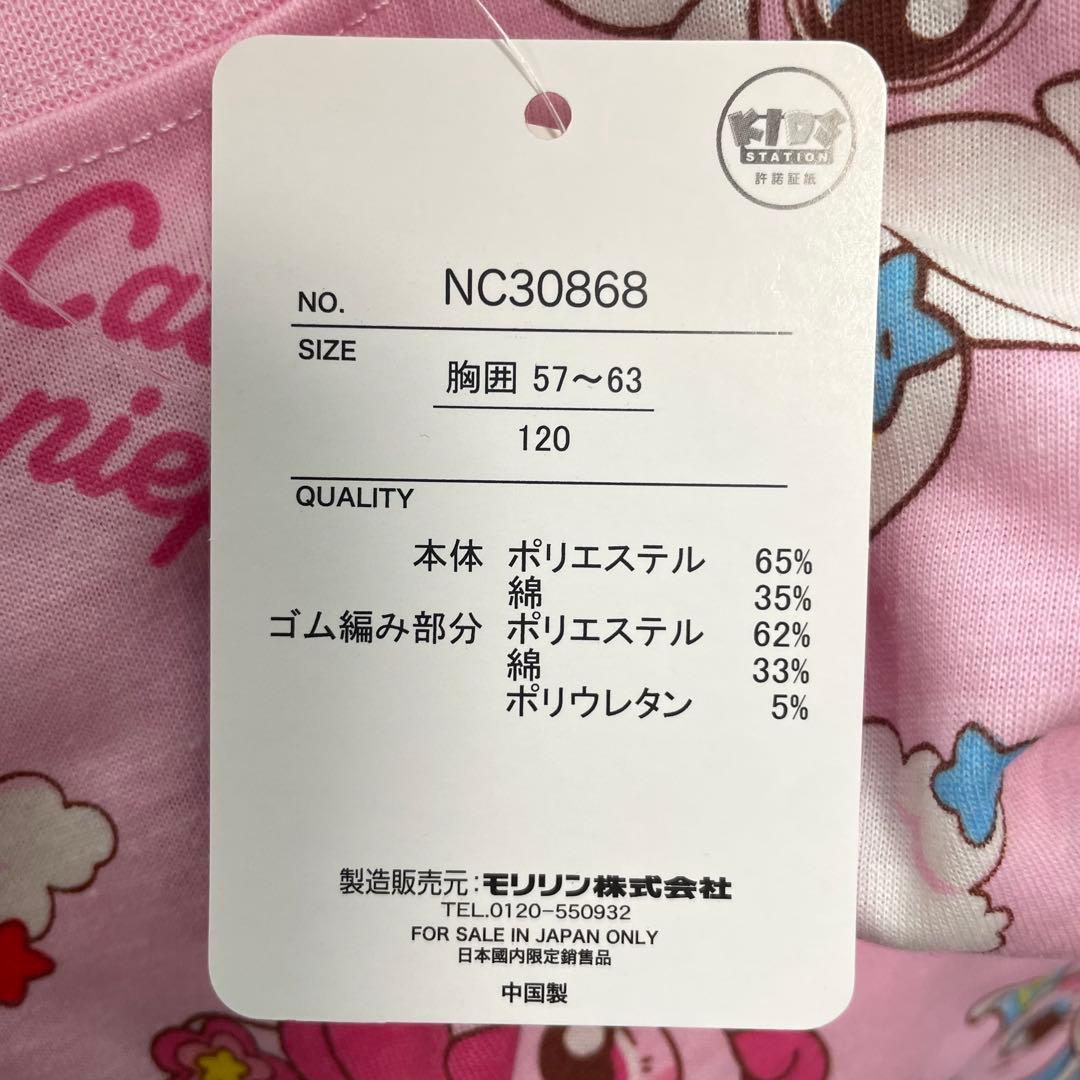 KIDS
STATION
許諾証紙
NO. NC30868
SIZE
胸囲 57～63
120
QUALITY
本体 ポリエステル 65%
綿 35%
ゴム編み部分 ポリエステル 62%
綿 33%
ポリウレタン 5%
製造販売元:モリリン株式会社
TEL.0120-550932
FOR SALE IN JAPAN ONLY
日本國内限定銷售品
中国製